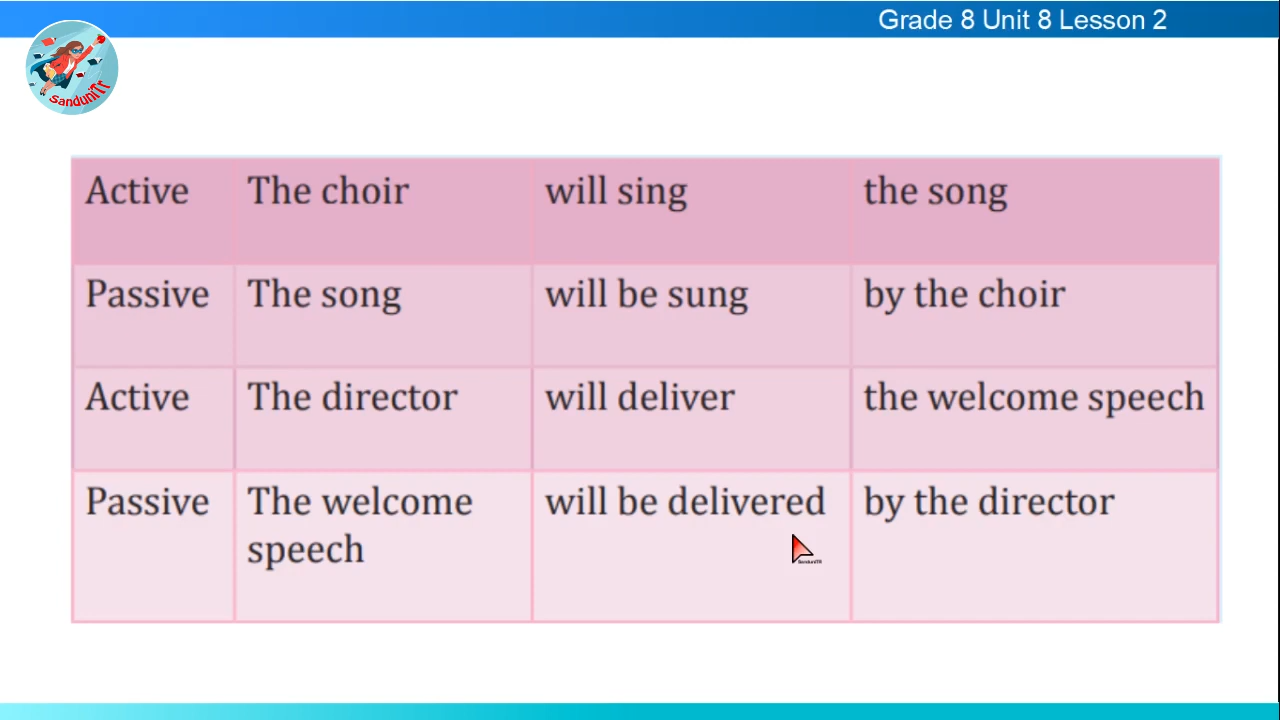 Grade 8 Unit 8 Lesson 2
SanduniTr
Active The choir will sing the song
Passive The song will be sung by the choir
Active The director will deliver the welcome speech
Passive The welcome will be delivered by the director
speech
SanduniTR